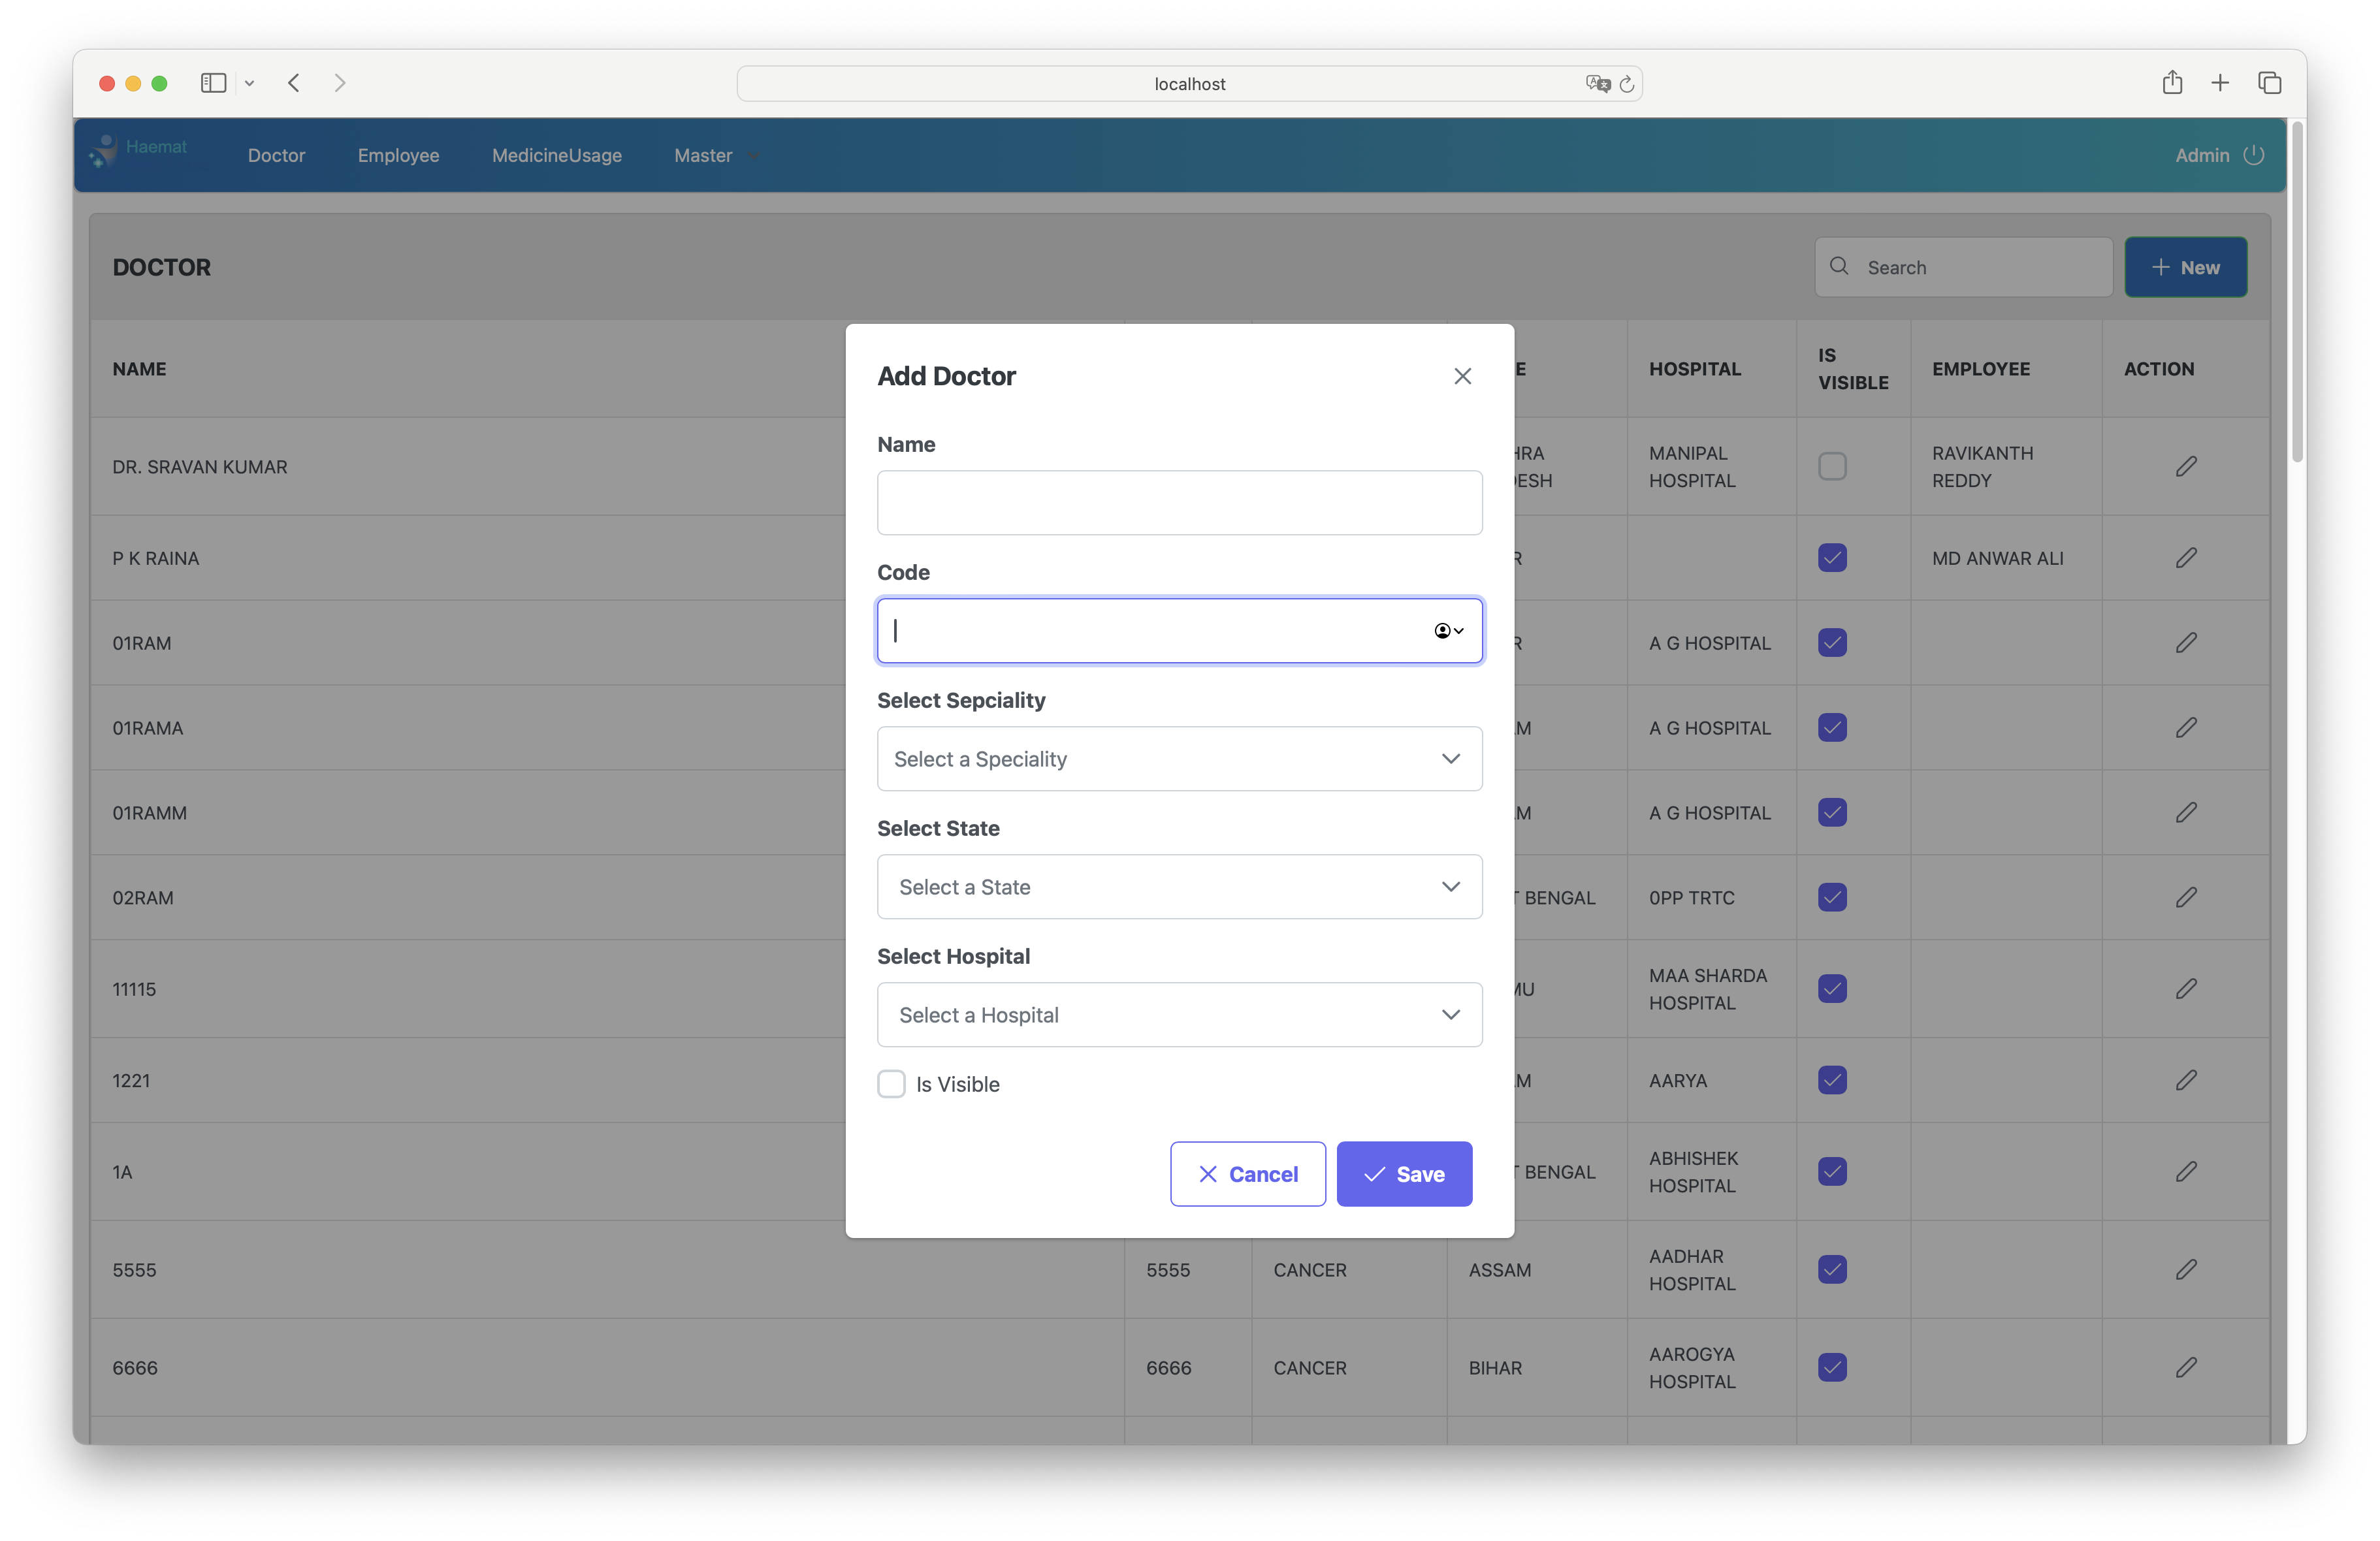 localhost
Haemat
Doctor
Employee
MedicineUsage
Master
Admin
DOCTOR
Search
New
NAME
HOSPITAL
IS VISIBLE
EMPLOYEE
ACTION
DR. SRAVAN KUMAR
MANIPAL HOSPITAL
RAVIKANTH REDDY
P K RAINA
MD ANWAR ALI
01RAM
A G HOSPITAL
01RAMA
A G HOSPITAL
01RAMM
A G HOSPITAL
02RAM
BENGAL
0PP TRTC
11115
MAA SHARDA HOSPITAL
1221
AARYA
1A
BENGAL
ABHISHEK HOSPITAL
5555
5555
CANCER
ASSAM
AADHAR HOSPITAL
6666
6666
CANCER
BIHAR
AAROGYA HOSPITAL
Add Doctor
Name
Code
Select Sepciality
Select a Speciality
Select State
Select a State
Select Hospital
Select a Hospital
Is Visible
Cancel
Save